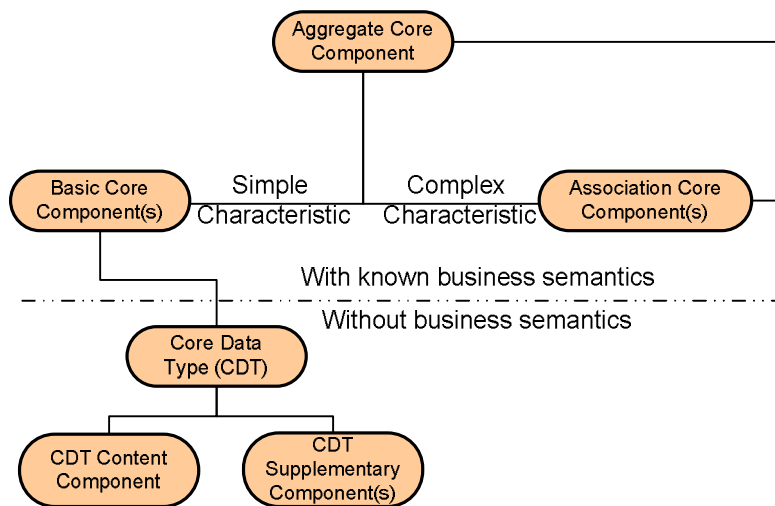 Aggregate Core
Component
Basic Core
Component(s)
Simple
Characteristic
Complex
Characteristic
Association Core
Component(s)
With known business semantics
Without business semantics
Core Data
Type (CDT)
CDT Content
Component
CDT
Supplementary
Component(s)